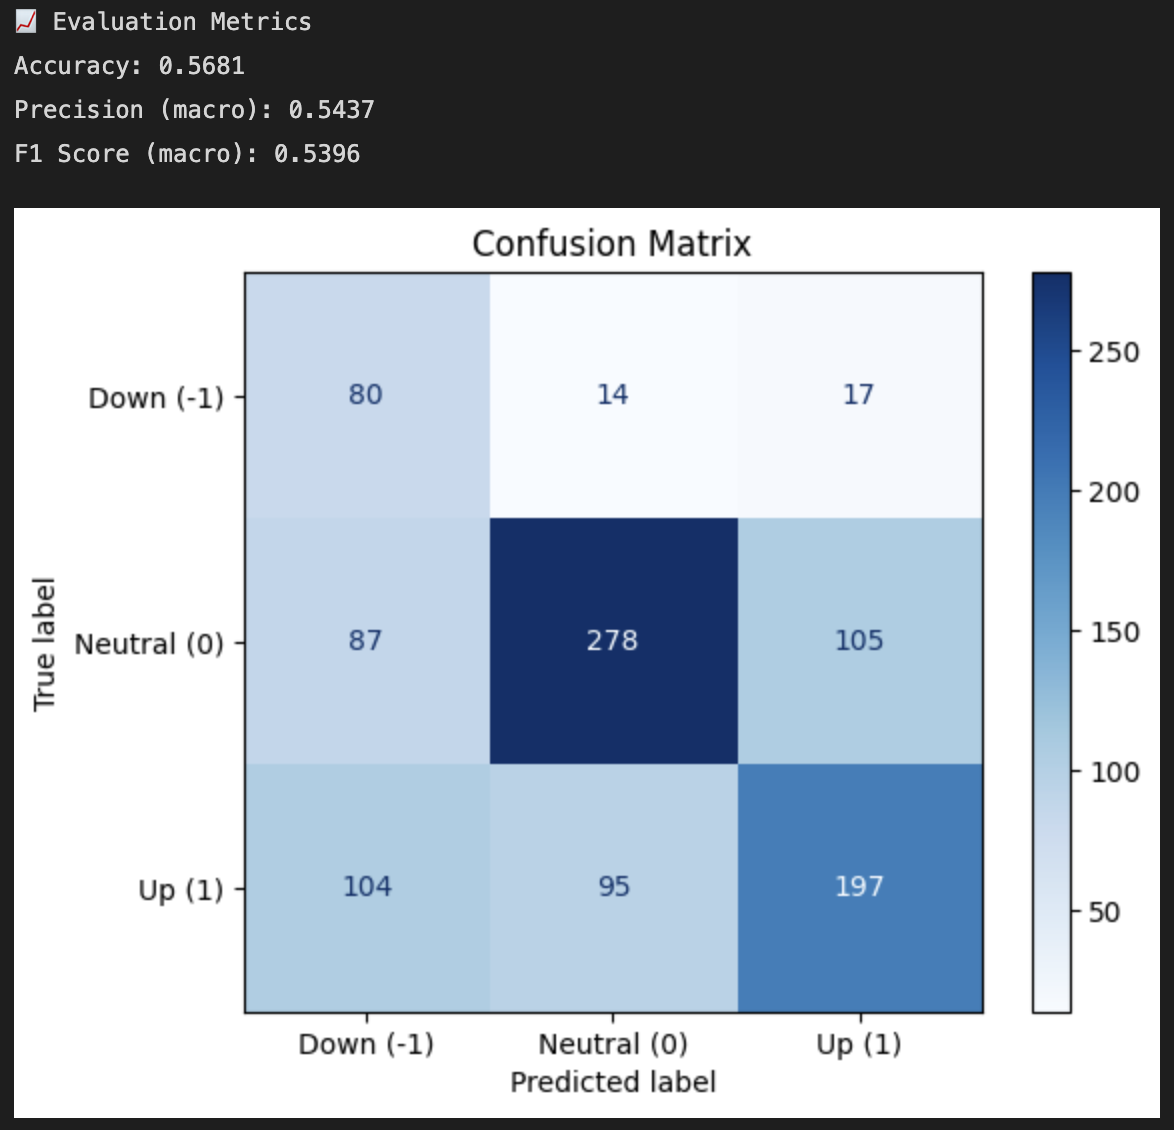 📈 Evaluation Metrics
Accuracy: 0.5681
Precision (macro): 0.5437
F1 Score (macro): 0.5396
Confusion Matrix
Down (-1) 80 14 17
Neutral (0) 87 278 105
Up (1) 104 95 197
Down (-1) Neutral (0) Up (1)
Predicted label
True label
250
200
150
100
50